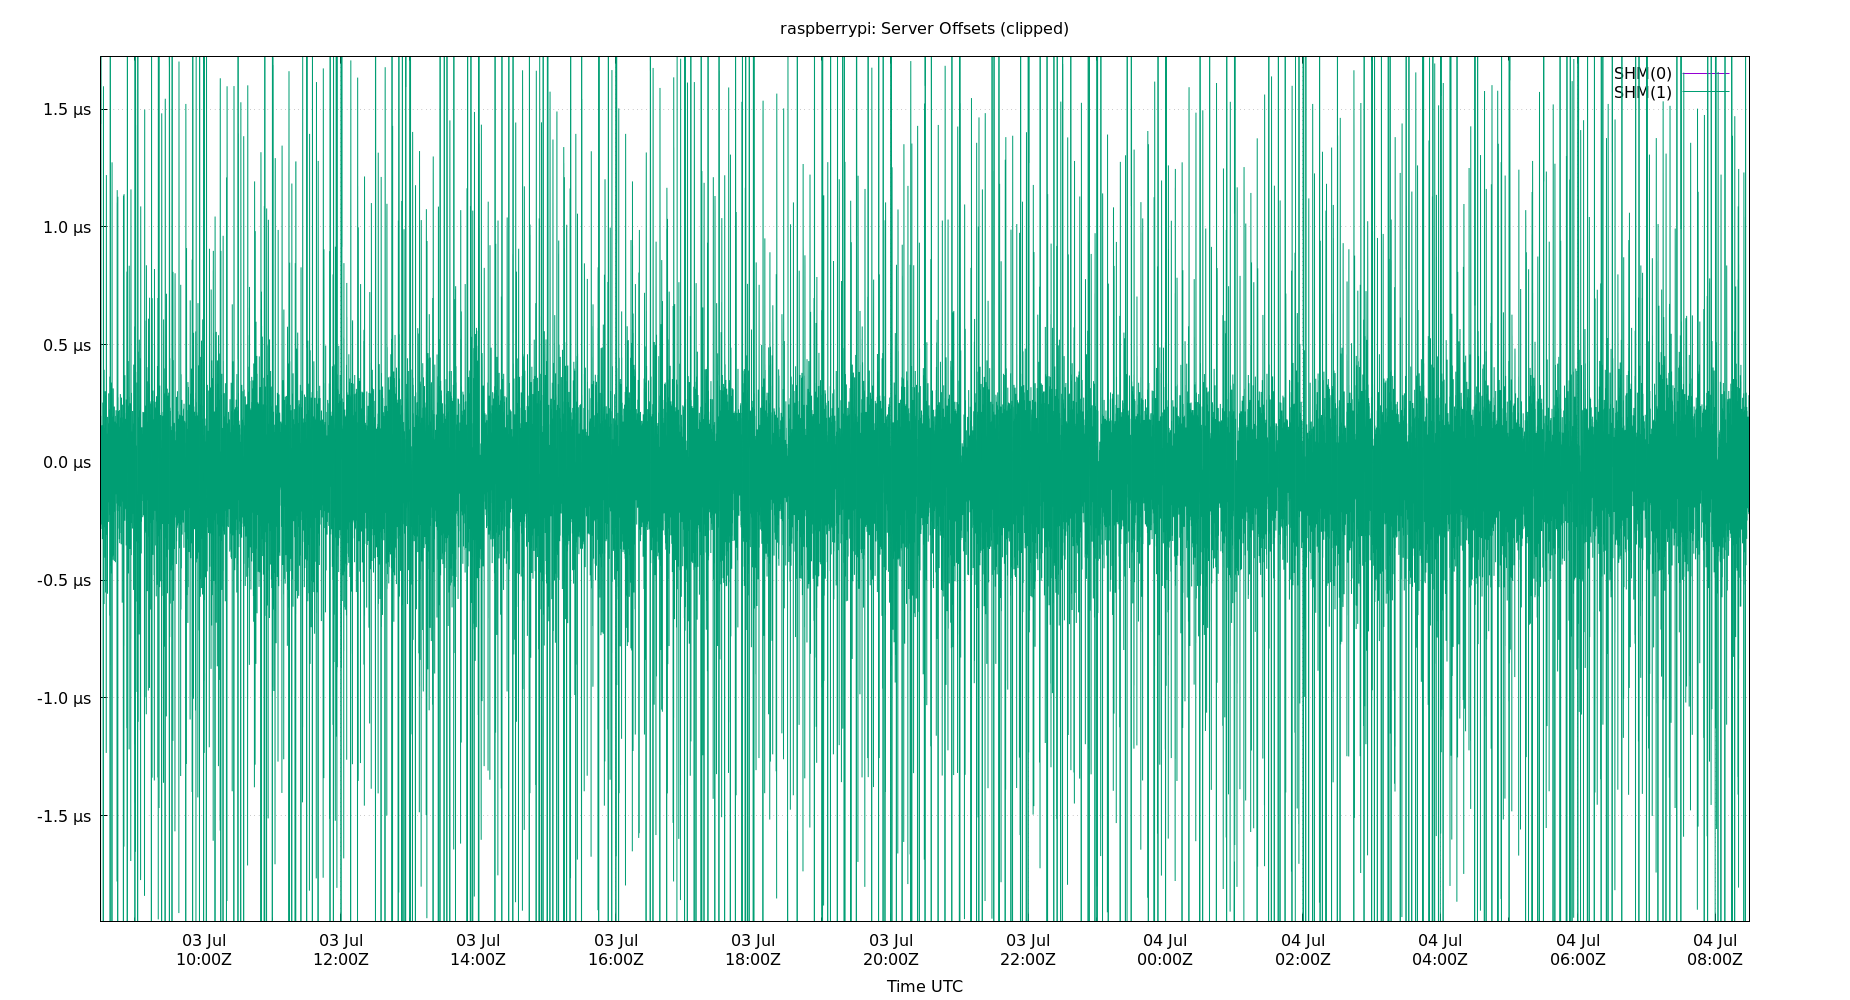 raspberrypi: Server Offsets (clipped)
SHM(0)
SHM(1)
1.5 µs
1.0 µs
0.5 µs
0.0 µs
-0.5 µs
-1.0 µs
-1.5 µs
03 Jul 03 Jul 03 Jul 03 Jul 03 Jul 03 Jul 03 Jul 04 Jul 04 Jul 04 Jul 04 Jul 04 Jul
10:00Z 12:00Z 14:00Z 16:00Z 18:00Z 20:00Z 22:00Z 00:00Z 02:00Z 04:00Z 06:00Z 08:00Z
Time UTC